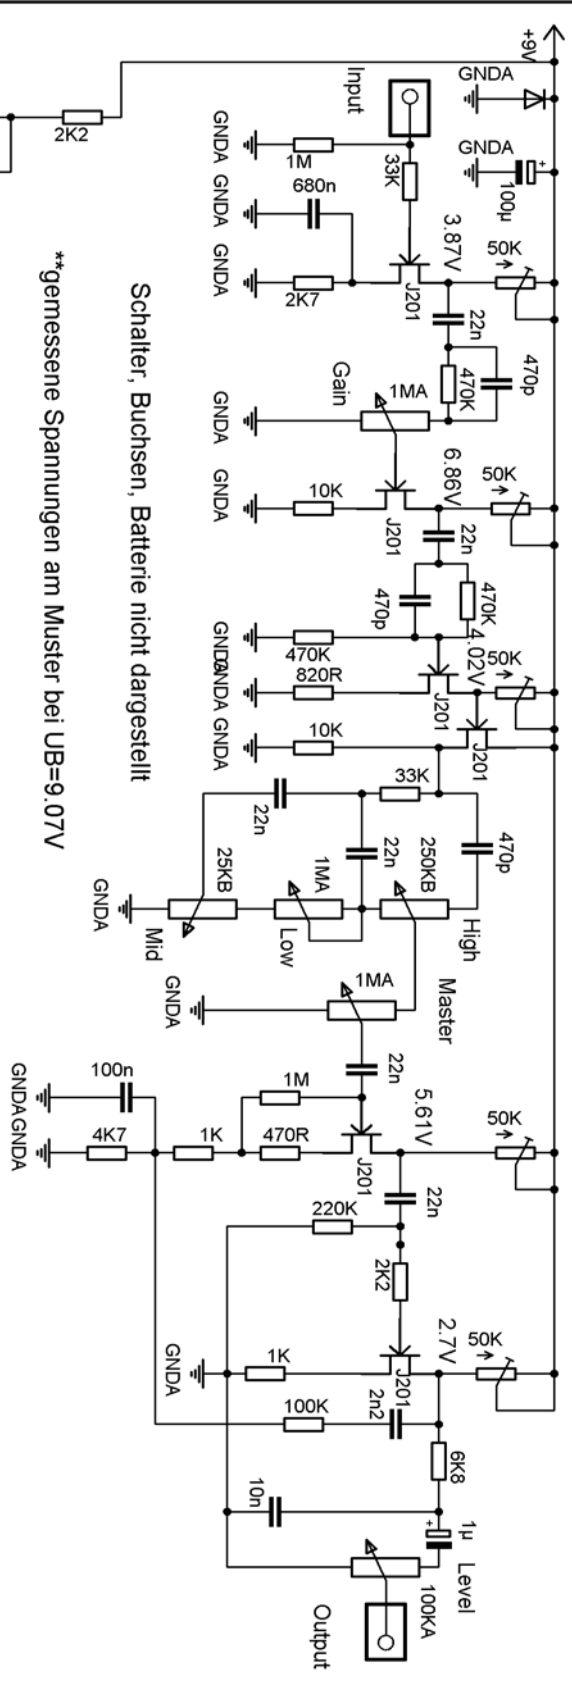 +9V
GNDA
GNDA
100µ
+
2K2
Input
GNDA
1M
33K
GNDA
680n
GNDA
2K7
J201
3.87V
50K
22n
470p
470K
Gain
1MA
GNDA
GNDA
10K
J201
6.86V
50K
22n
470K
470p
GNDA
470K
GNDA
820R
4.02V
50K
J201
GNDA
10K
J201
33K
22n
22n
470p
250KB
High
1MA
Low
25KB
Mid
GNDA
Master
1MA
GNDA
22n
1M
100n
GNDA
GNDA
4K7
1K
470R
J201
5.61V
50K
22n
220K
2K2
GNDA
1K
J201
2.7V
50K
100K
2n2
6K8
10n
1µ
+
Level
100KA
Output
Schalter, Buchsen, Batterie nicht dargestellt
**gemessene Spannungen am Muster bei UB=9.07V